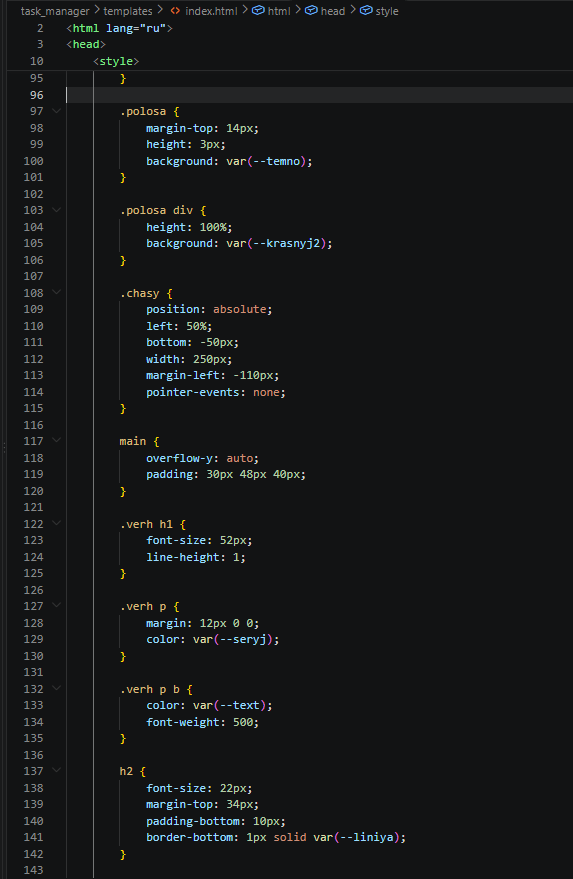 task_manager > templates > index.html > html > head > style
2 <html lang="ru">
3 <head>
10 <style>
95 }
96
97 .polosa {
98 margin-top: 14px;
99 height: 3px;
100 background: var(--temno);
101 }
102
103 .polosa div {
104 height: 100%;
105 background: var(--krasnyj2);
106 }
107
108 .chasy {
109 position: absolute;
110 left: 50%;
111 bottom: -50px;
112 width: 250px;
113 margin-left: -110px;
114 pointer-events: none;
115 }
116
117 main {
118 overflow-y: auto;
119 padding: 30px 48px 40px;
120 }
121
122 .verh h1 {
123 font-size: 52px;
124 line-height: 1;
125 }
126
127 .verh p {
128 margin: 12px 0 0;
129 color: var(--seryj);
130 }
131
132 .verh p b {
133 color: var(--text);
134 font-weight: 500;
135 }
136
137 h2 {
138 font-size: 22px;
139 margin-top: 34px;
140 padding-bottom: 10px;
141 border-bottom: 1px solid var(--liniya);
142 }
143